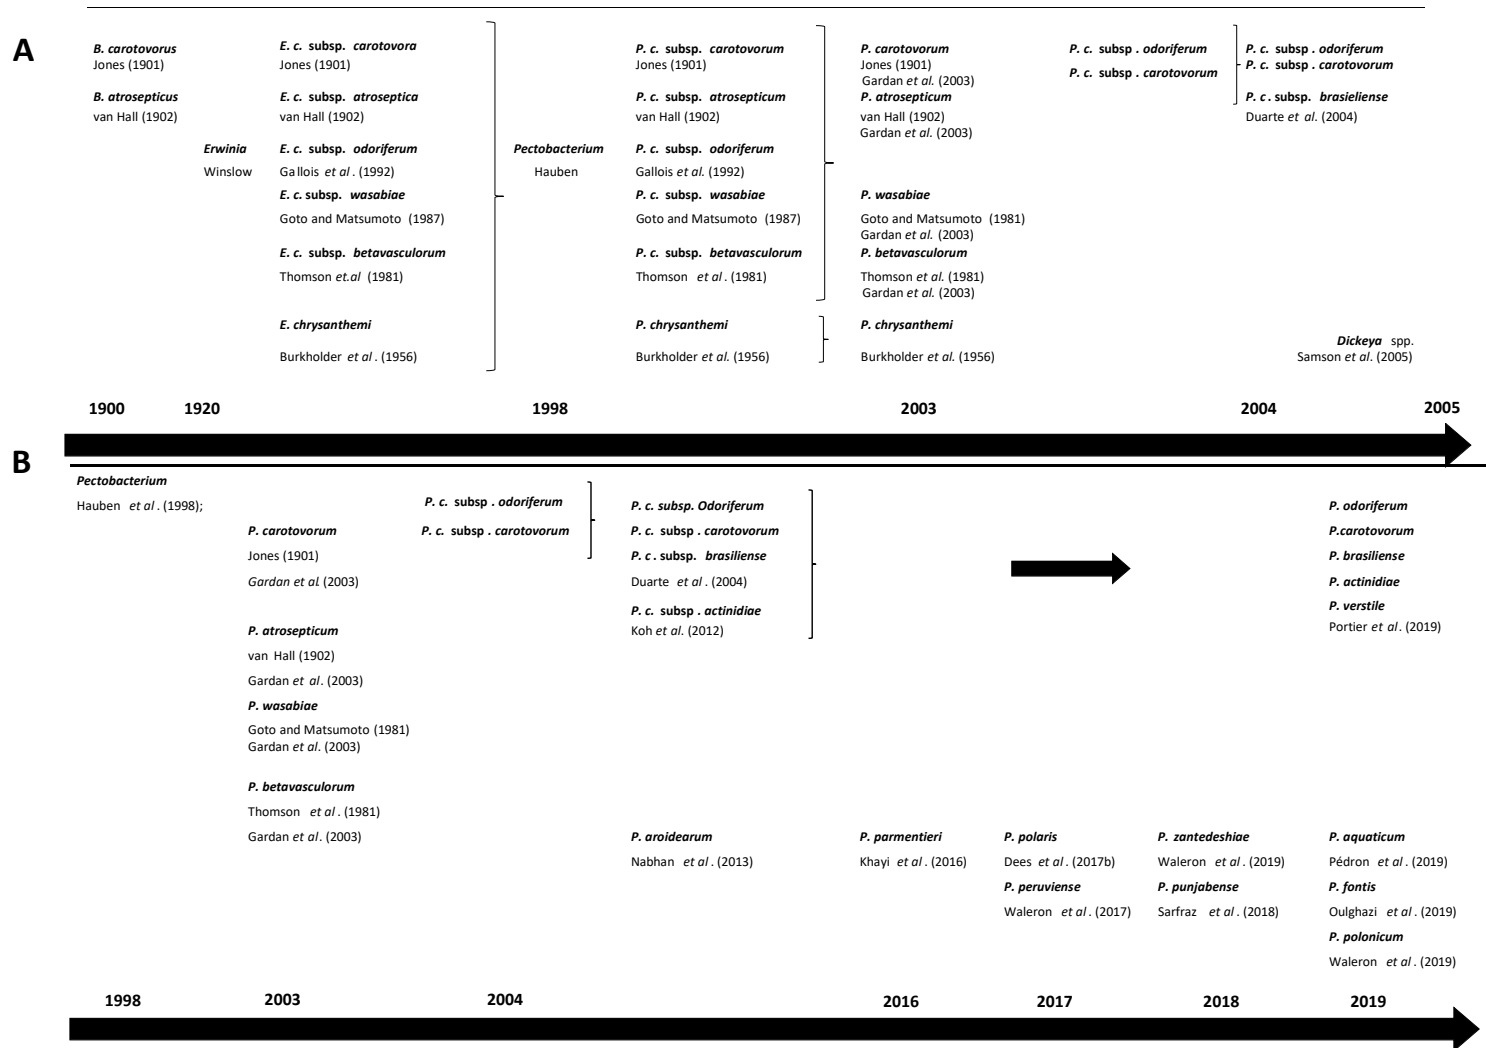 A
B. carotovorus
Jones (1901)
B. atrosepticus
van Hall (1902)
Erwinia
Winslow
E. c. subsp. carotovora
Jones (1901)
E. c. subsp. atroseptica
van Hall (1902)
E. c. subsp. odoriferum
Gallois et al. (1992)
E. c. subsp. wasabiae
Goto and Matsumoto (1987)
E. c. subsp. betavasculorum
Thomson et.al (1981)
E. chrysanthemi
Burkholder et al. (1956)
Pectobacterium
Hauben
P. c. subsp. carotovorum
Jones (1901)
P. c. subsp. atrosepticum
van Hall (1902)
P. c. subsp. odoriferum
Gallois et al. (1992)
P. c. subsp. wasabiae
Goto and Matsumoto (1987)
P. c. subsp. betavasculorum
Thomson et al. (1981)
P. chrysanthemi
Burkholder et al. (1956)
P. carotovorum
Jones (1901)
Gardan et al. (2003)
P. atrosepticum
van Hall (1902)
Gardan et al. (2003)
P. wasabiae
Goto and Matsumoto (1981)
Gardan et al. (2003)
P. betavasculorum
Thomson et al. (1981)
Gardan et al. (2003)
P. chrysanthemi
Burkholder et al. (1956)
P. c. subsp. odoriferum
P. c. subsp. carotovorum
P. c. subsp. odoriferum
P. c. subsp. carotovorum
P. c. subsp. brasieliense
Duarte et al. (2004)
Dickeya spp.
Samson et al. (2005)
1900 1920 1998 2003 2004 2005
B
Pectobacterium
Hauben et al. (1998);
P. carotovorum
Jones (1901)
Gardan et al. (2003)
P. atrosepticum
van Hall (1902)
Gardan et al. (2003)
P. wasabiae
Goto and Matsumoto (1981)
Gardan et al. (2003)
P. betavasculorum
Thomson et al. (1981)
Gardan et al. (2003)
P. c. subsp. odoriferum
P. c. subsp. carotovorum
P. c. subsp. Odoriferum
P. c. subsp. carotovorum
P. c. subsp. brasiliense
Duarte et al. (2004)
P. c. subsp. actinidiae
Koh et al. (2012)
P. aroidearum
Nabhan et al. (2013)
P. parmentieri
Khayi et al. (2016)
P. polaris
Dees et al. (2017b)
P. peruviense
Waleron et al. (2017)
P. zantedeshiae
Waleron et al. (2019)
P. punjabense
Sarfraz et al. (2018)
P. odoriferum
P.carotovorum
P. brasiliense
P. actinidiae
P. verstile
Portier et al. (2019)
P. aquaticum
Pédron et al. (2019)
P. fontis
Oulghazi et al. (2019)
P. polonicum
Waleron et al. (2019)
1998 2003 2004 2016 2017 2018 2019